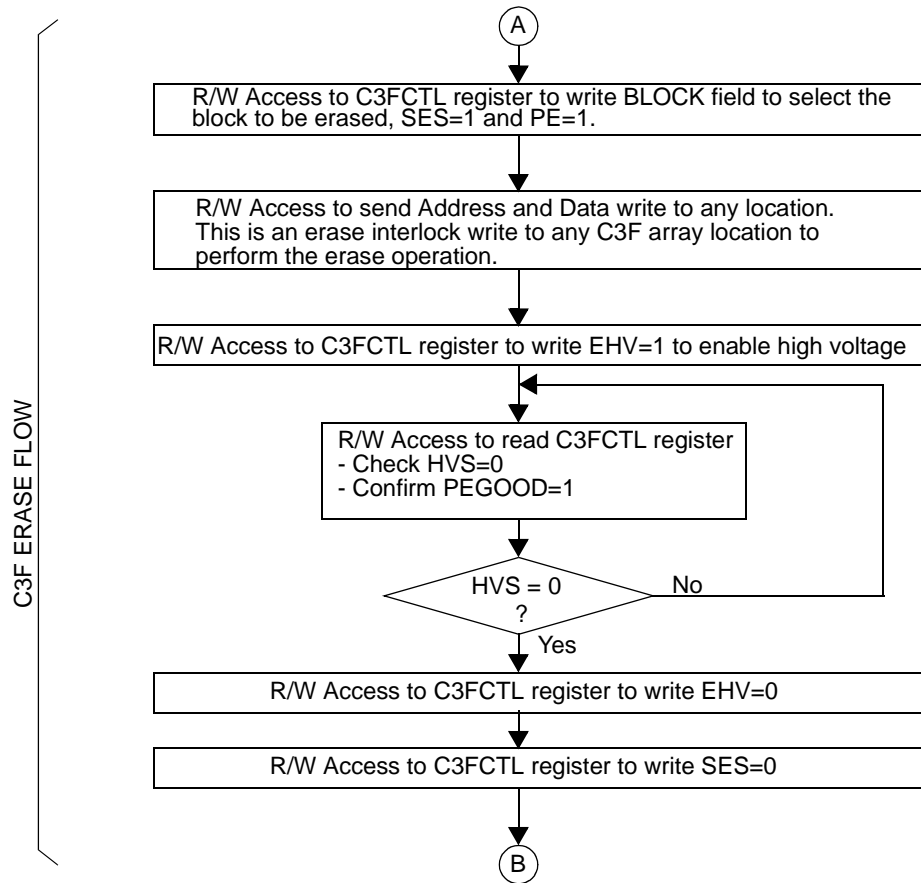 A
R/W Access to C3FCTL register to write BLOCK field to select the
block to be erased, SES=1 and PE=1.
R/W Access to send Address and Data write to any location.
This is an erase interlock write to any C3F array location to
perform the erase operation.
R/W Access to C3FCTL register to write EHV=1 to enable high voltage
R/W Access to read C3FCTL register
- Check HVS=0
- Confirm PEGOOD=1
HVS = 0
?
No
Yes
R/W Access to C3FCTL register to write EHV=0
R/W Access to C3FCTL register to write SES=0
B
C3F ERASE FLOW